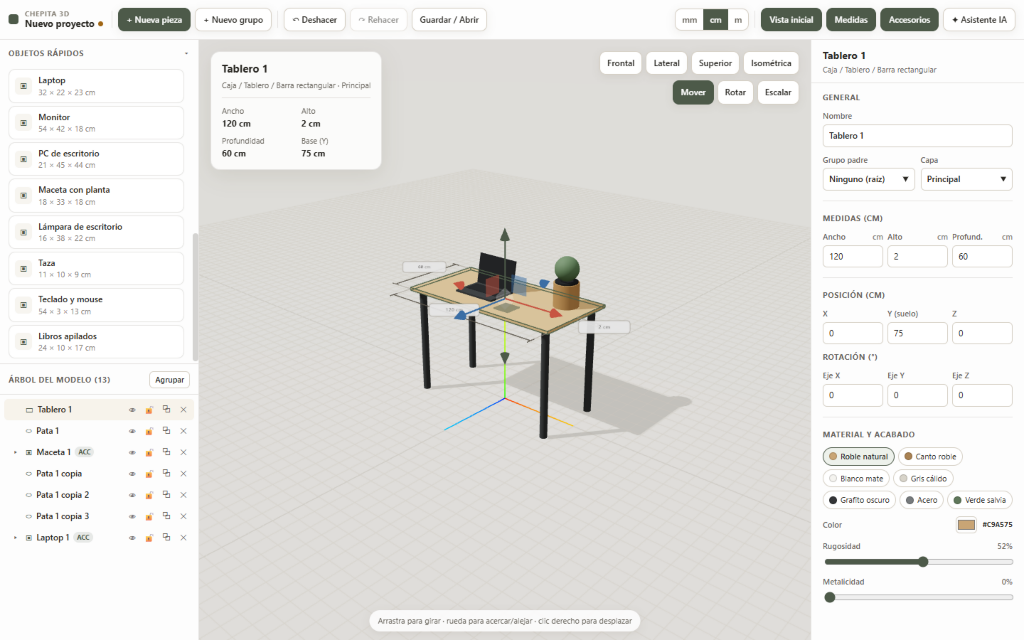 CHEPITA 3D
Nuevo proyecto
+ Nueva pieza
+ Nuevo grupo
↶ Deshacer
↷ Rehacer
Guardar / Abrir
mm
cm
m
Vista inicial
Medidas
Accesorios
✦ Asistente IA
OBJETOS RÁPIDOS
Laptop
32 × 22 × 23 cm
Monitor
54 × 42 × 18 cm
PC de escritorio
21 × 45 × 44 cm
Maceta con planta
18 × 33 × 18 cm
Lámpara de escritorio
16 × 38 × 22 cm
Taza
11 × 10 × 9 cm
Teclado y mouse
54 × 3 × 13 cm
Libros apilados
24 × 10 × 17 cm
ÁRBOL DEL MODELO (13)
Agrupar
Tablero 1
Pata 1
Maceta 1 ACC
Pata 1 copia
Pata 1 copia 2
Pata 1 copia 3
Laptop 1 ACC
Tablero 1
Caja / Tablero / Barra rectangular · Principal
Ancho
120 cm
Alto
2 cm
Profundidad
60 cm
Base (Y)
75 cm
Frontal
Lateral
Superior
Isométrica
Mover
Rotar
Escalar
2 cm
Arrastra para girar · rueda para acercar/alejar · clic derecho para desplazar
Tablero 1
Caja / Tablero / Barra rectangular
GENERAL
Nombre
Tablero 1
Grupo padre
Capa
Ninguno (raíz)
Principal
MEDIDAS (CM)
Ancho cm
Alto cm
Profund. cm
120
2
60
POSICIÓN (CM)
X
Y (suelo)
Z
0
75
0
ROTACIÓN (°)
Eje X
Eje Y
Eje Z
0
0
0
MATERIAL Y ACABADO
Roble natural
Canto roble
Blanco mate
Gris cálido
Grafito oscuro
Acero
Verde salvia
Color
#C9A575
Rugosidad
52%
Metalicidad
0%